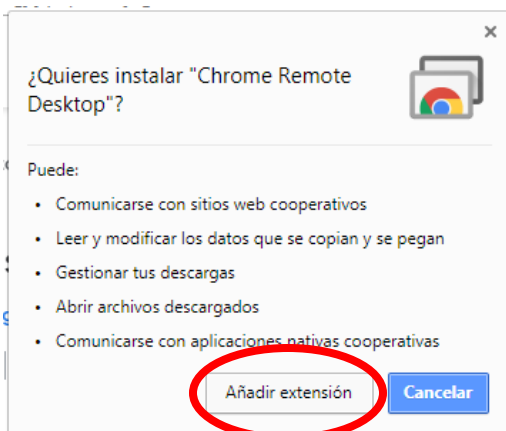 ¿Quieres instalar "Chrome Remote
Desktop"?
Puede:
• Comunicarse con sitios web cooperativos
• Leer y modificar los datos que se copian y se pegan
• Gestionar tus descargas
• Abrir archivos descargados
• Comunicarse con aplicaciones nativas cooperativas
Añadir extensión Cancelar